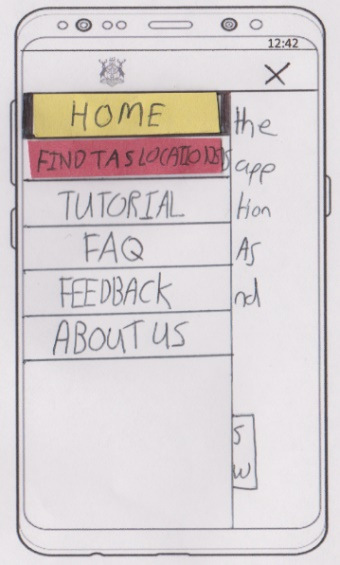 12:42
X
HOME
FIND TAS LOCATIONS
TUTORIAL
FAQ
FEEDBACK
ABOUT US
the
app
tion
As
nd
S
W